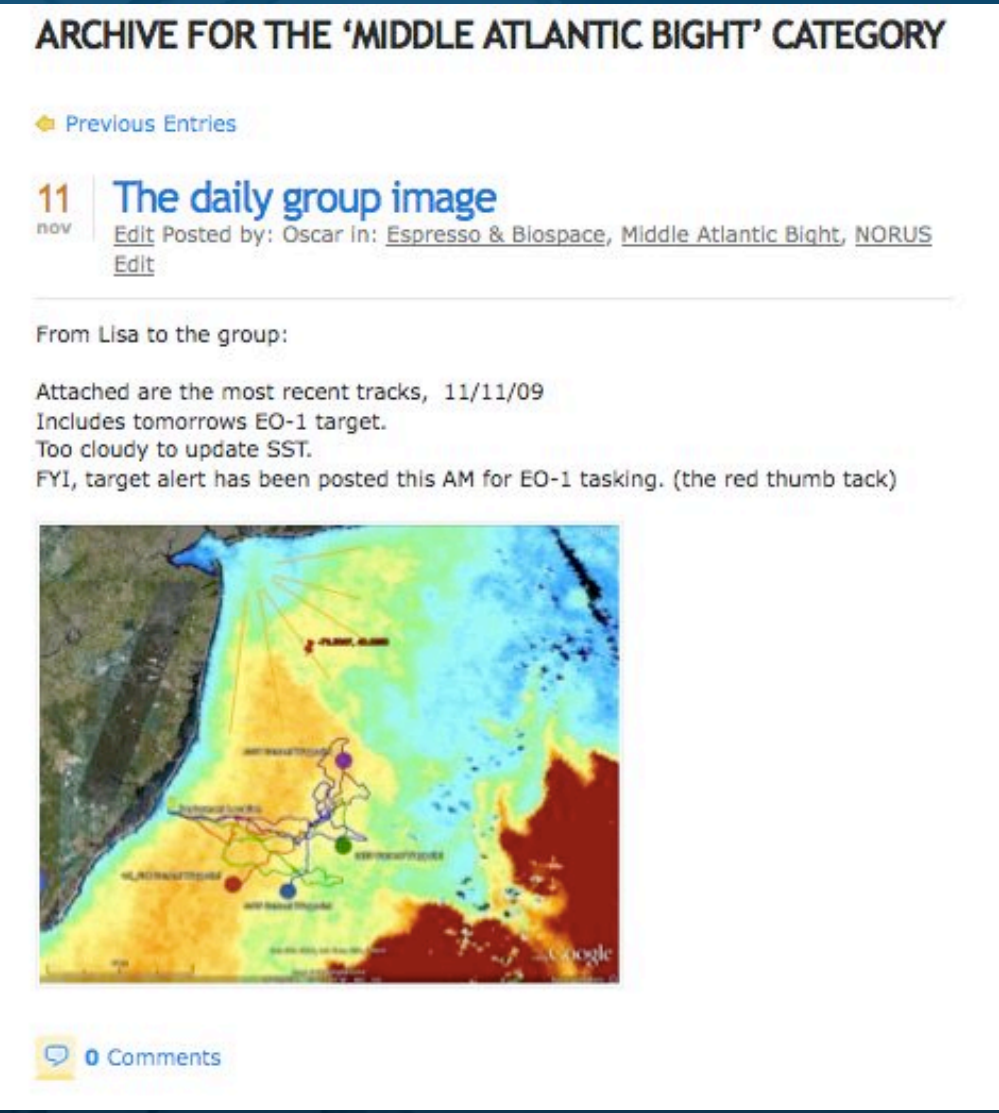 ARCHIVE FOR THE ‘MIDDLE ATLANTIC BIGHT’ CATEGORY
Previous Entries
11
nov
The daily group image
Edit Posted by: Oscar in: Espresso & Biospace, Middle Atlantic Bight, NORUS
Edit
From Lisa to the group:
Attached are the most recent tracks,  11/11/09
Includes tomorrows EO-1 target.
Too cloudy to update SST.
FYI, target alert has been posted this AM for EO-1 tasking. (the red thumb tack)
Google
0 Comments